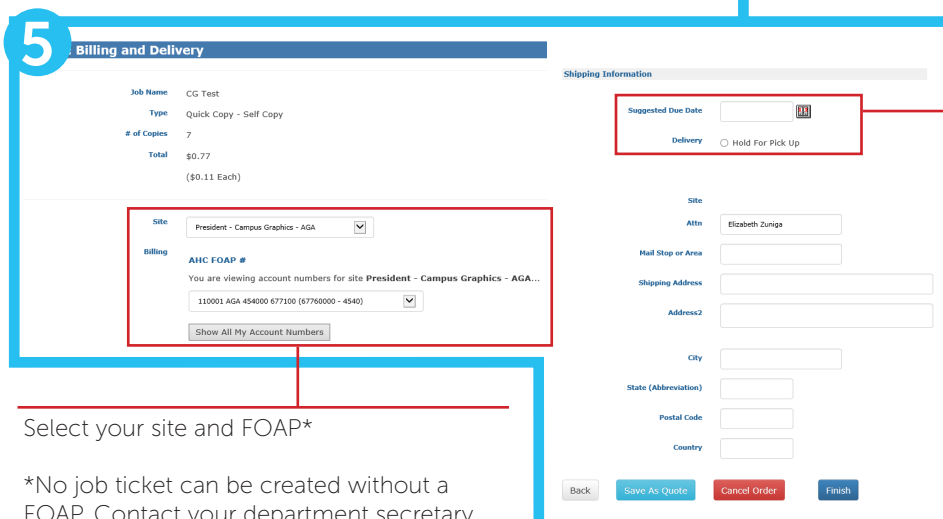 5
Billing and Delivery
Job Name CG Test
Type Quick Copy - Self Copy
# of Copies 7
Total $0.77
($0.11 Each)
Site President - Campus Graphics - AGA
Billing
AHC FOAP #
You are viewing account numbers for site President - Campus Graphics - AGA...
110001 AGA 454000 677100 (67760000 - 4540)
Show All My Account Numbers
Select your site and FOAP*
*No job ticket can be created without a
FOAP. Contact your department secretary
Shipping Information
Suggested Due Date
Delivery Hold For Pick Up
Site
Attn Elizabeth Zuniga
Mail Stop or Area
Shipping Address
Address2
City
State (Abbreviation)
Postal Code
Country
Back Save As Quote Cancel Order Finish